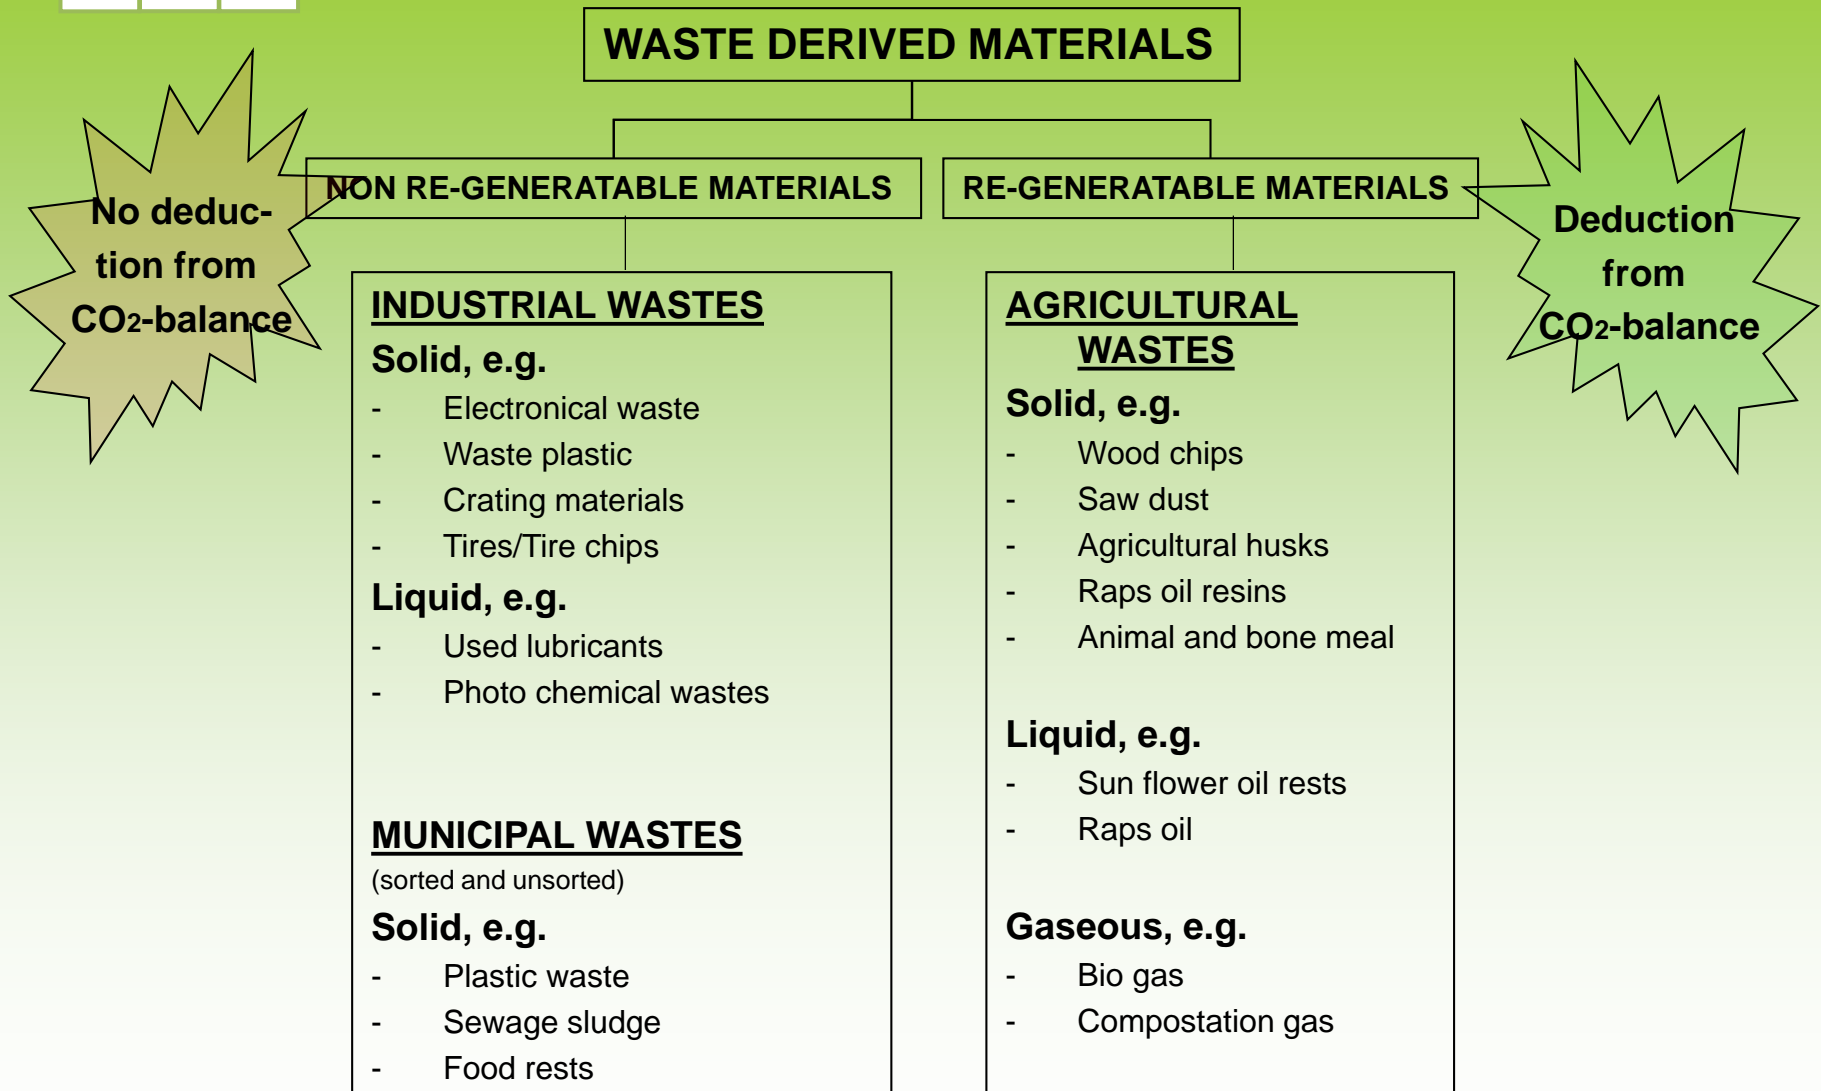 WASTE DERIVED MATERIALS
No deduc-
tion from
CO2-balance
NON RE-GENERATABLE MATERIALS
RE-GENERATABLE MATERIALS
Deduction
from
CO2-balance
INDUSTRIAL WASTES
Solid, e.g.
- Electronical waste
- Waste plastic
- Crating materials
- Tires/Tire chips
Liquid, e.g.
- Used lubricants
- Photo chemical wastes
MUNICIPAL WASTES
(sorted and unsorted)
Solid, e.g.
- Plastic waste
- Sewage sludge
- Food rests
AGRICULTURAL
WASTES
Solid, e.g.
- Wood chips
- Saw dust
- Agricultural husks
- Raps oil resins
- Animal and bone meal
Liquid, e.g.
- Sun flower oil rests
- Raps oil
Gaseous, e.g.
- Bio gas
- Compostation gas